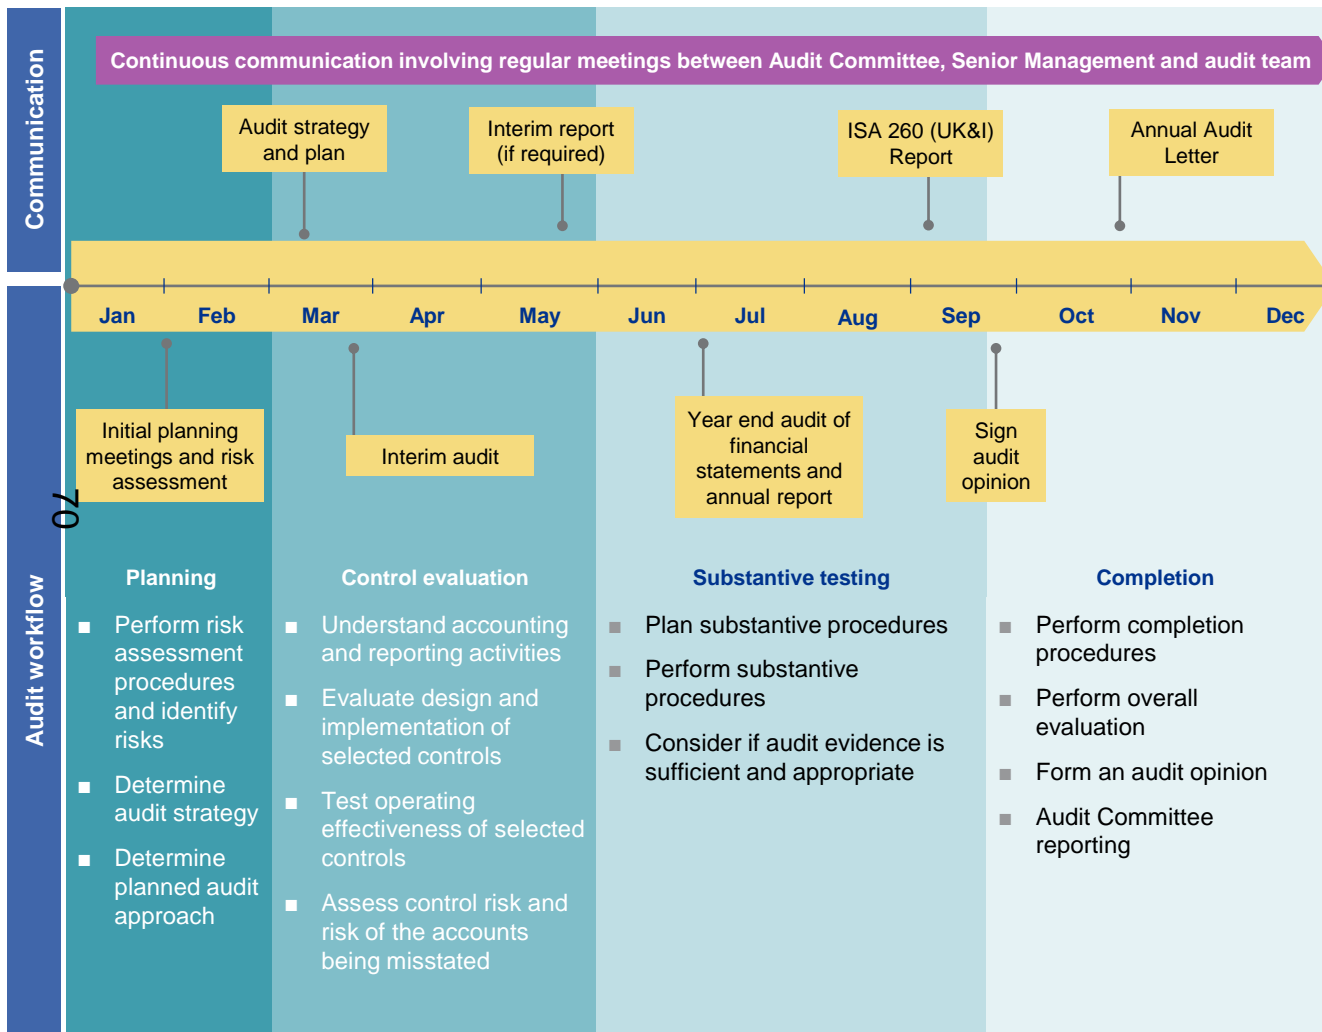 Communication
Continuous communication involving regular meetings between Audit Committee, Senior Management and audit team
Audit strategy
and plan
Interim report
(if required)
ISA 260 (UK&I)
Report
Annual Audit
Letter
Jan Feb Mar Apr May Jun Jul Aug Sep Oct Nov Dec
Audit workflow
Initial planning
meetings and risk
assessment
Interim audit
Year end audit of
financial
statements and
annual report
Sign
audit
opinion
70
Planning
■ Perform risk
assessment
procedures
and identify
risks
■ Determine
audit strategy
■ Determine
planned audit
approach
Control evaluation
■ Understand accounting
and reporting activities
■ Evaluate design and
implementation of
selected controls
■ Test operating
effectiveness of selected
controls
■ Assess control risk and
risk of the accounts
being misstated
Substantive testing
■ Plan substantive procedures
■ Perform substantive
procedures
■ Consider if audit evidence is
sufficient and appropriate
Completion
■ Perform completion
procedures
■ Perform overall
evaluation
■ Form an audit opinion
■ Audit Committee
reporting